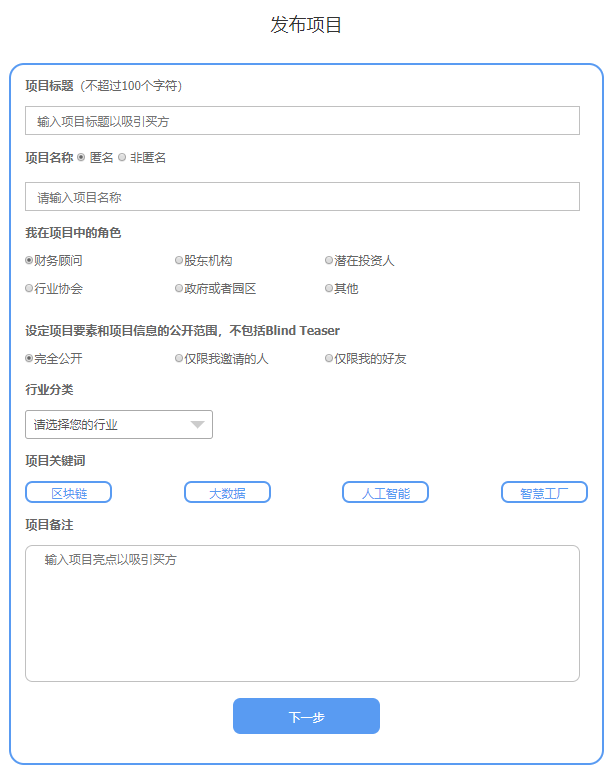 发布项目
项目标题（不超过100个字符）
输入项目标题以吸引买方
项目名称 匿名 非匿名
请输入项目名称
我在项目中的角色
财务顾问 股东机构 潜在投资人
行业协会 政府或者园区 其他
设定项目要素和项目信息的公开范围，不包括Blind Teaser
完全公开 仅限我邀请的人 仅限我的好友
行业分类
请选择您的行业
项目关键词
区块链 大数据 人工智能 智慧工厂
项目备注
输入项目亮点以吸引买方
下一步